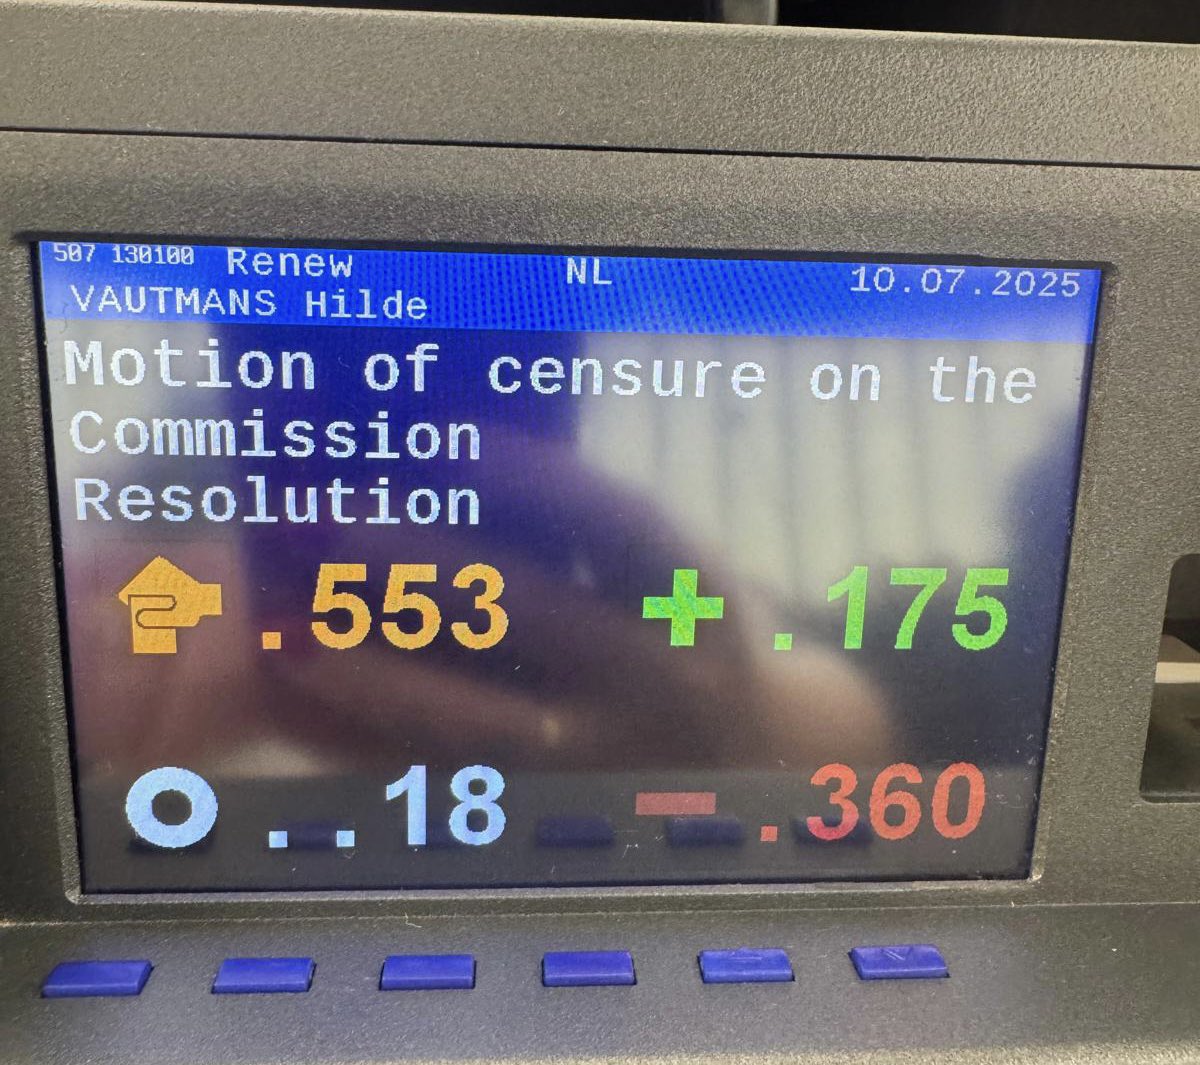 507 130100 Renew NL 10.07.2025
VAUTMANS Hilde
Motion of censure on the
Commission
Resolution
.553 + .175
..18 - .360